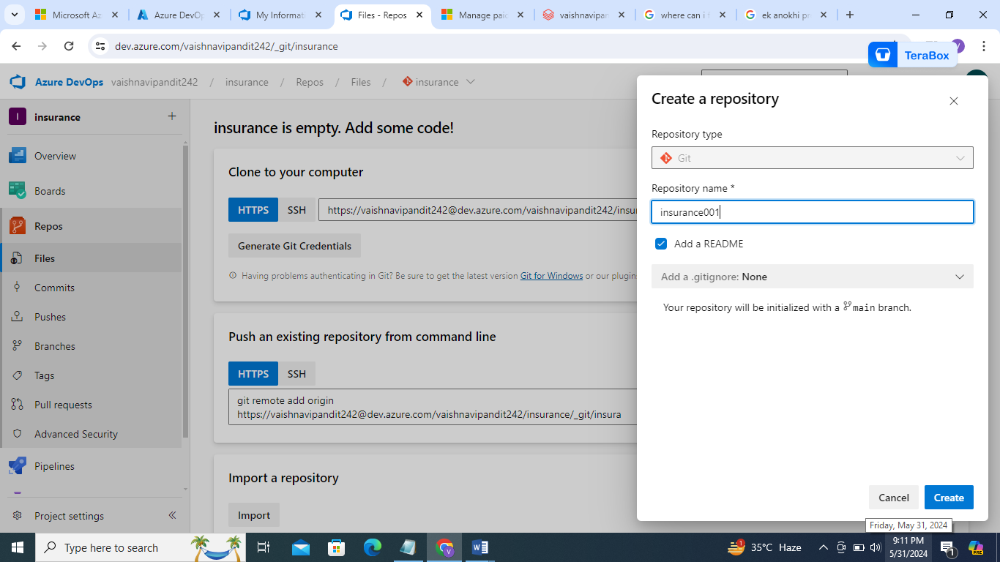 Microsoft Az
Azure DevOp
My Informati
Files - Repos
Manage paid
vaishnavipan
where can i f
ek anokhi pr
dev.azure.com/vaishnavipandit242/_git/insurance
TeraBox
Azure DevOps
vaishnavipandit242 / insurance / Repos / Files / insurance
I insurance
Overview
Boards
Repos
Files
Commits
Pushes
Branches
Tags
Pull requests
Advanced Security
Pipelines
Project settings
insurance is empty. Add some code!
Clone to your computer
HTTPS SSH https://vaishnavipandit242@dev.azure.com/vaishnavipandit242/insu
Generate Git Credentials
Having problems authenticating in Git? Be sure to get the latest version Git for Windows or our plugin
Push an existing repository from command line
HTTPS SSH
git remote add origin
https://vaishnavipandit242@dev.azure.com/vaishnavipandit242/insurance/_git/insura
Import a repository
Import
Create a repository
Repository type
Git
Repository name *
insurance001
Add a README
Add a .gitignore: None
Your repository will be initialized with a main branch.
Cancel
Create
Friday, May 31, 2024
Type here to search
1
35°C Haze
9:11 PM
5/31/2024
1
PRE